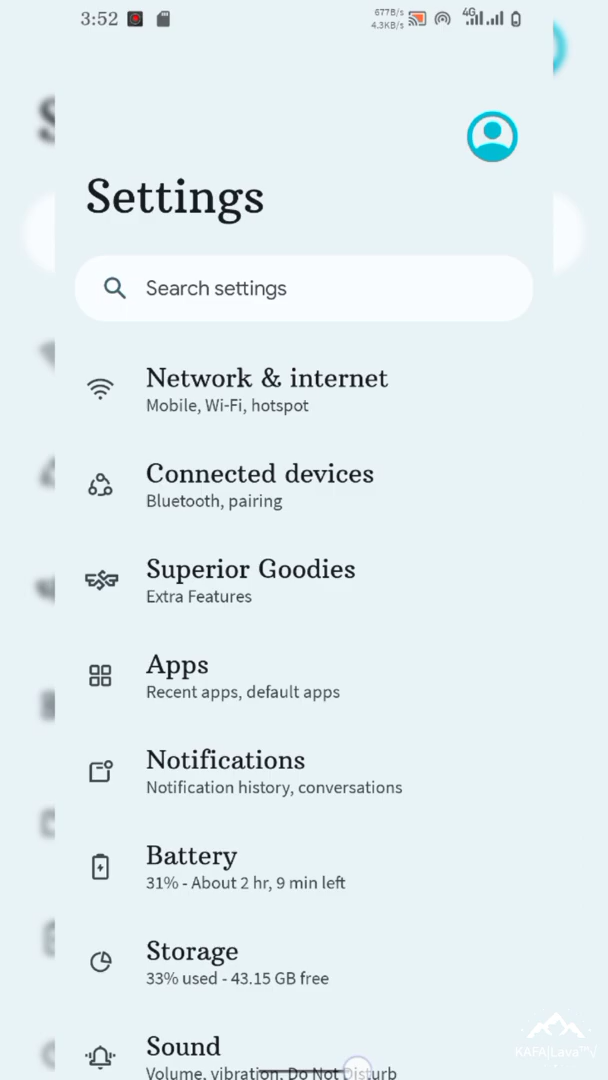 3:52
677B/s
4.3KB/s
4G
Settings
Search settings
Network & internet
Mobile, Wi-Fi, hotspot
Connected devices
Bluetooth, pairing
Superior Goodies
Extra Features
Apps
Recent apps, default apps
Notifications
Notification history, conversations
Battery
31% - About 2 hr, 9 min left
Storage
33% used - 43.15 GB free
Sound
Volume, vibration, Do Not Disturb